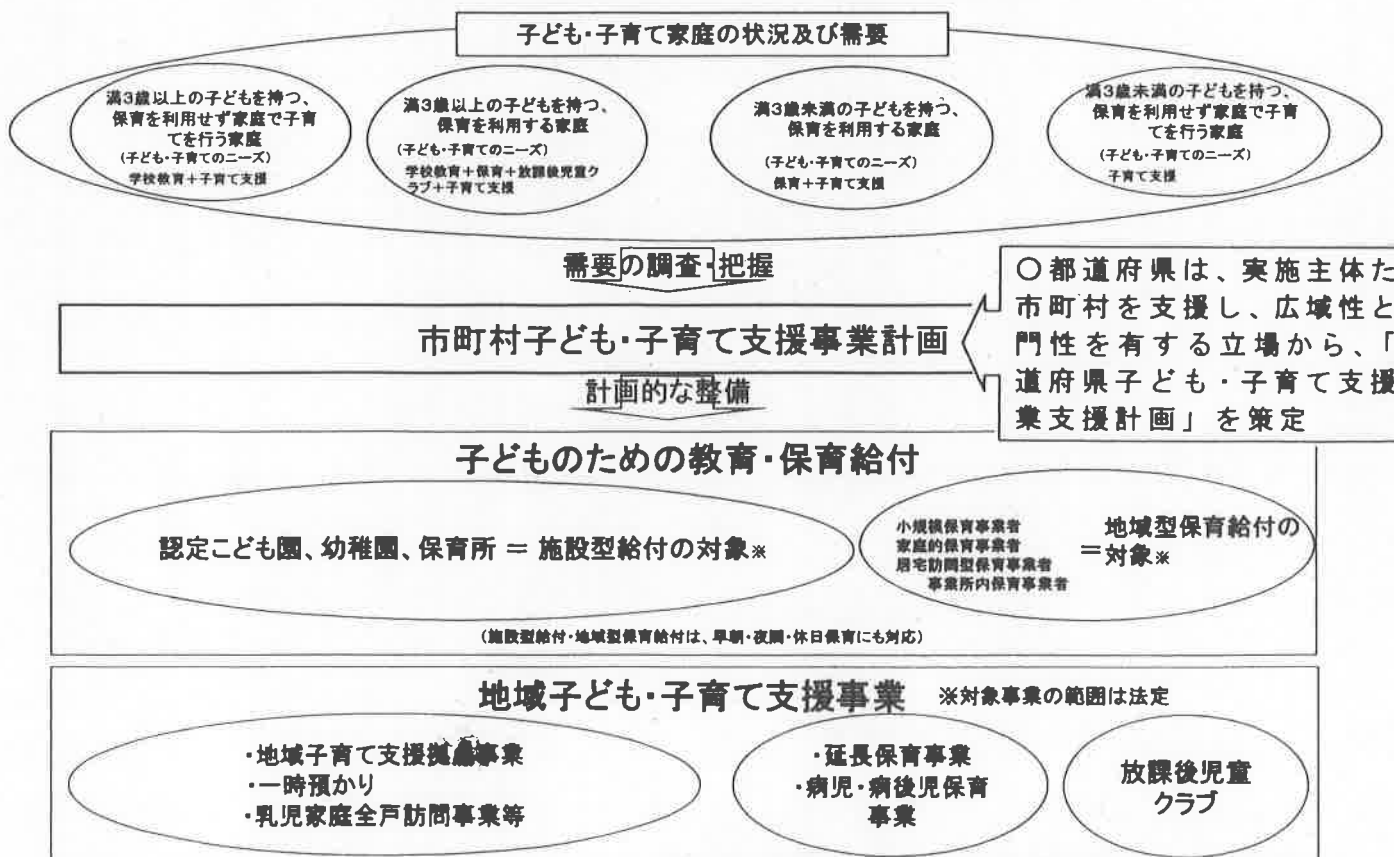 子ども・子育て家庭の状況及び需要
満3歳以上の子どもを持つ、
保育を利用せず家庭で子育
てを行う家庭
(子ども・子育てのニーズ)
学校教育+子育て支援
満3歳以上の子どもを持つ、
保育を利用する家庭
(子ども・子育てのニーズ)
学校教育+保育+放課後児童ク
ラブ+子育て支援
満3歳未満の子どもを持つ、
保育を利用する家庭
(子ども・子育てのニーズ)
保育+子育て支援
満3歳未満の子どもを持つ、
保育を利用せず家庭で子育
てを行う家庭
(子ども・子育てのニーズ)
子育て支援
需要の調査・把握
○都道府県は、実施主体た
市町村を支援し、広域性と
門性を有する立場から、「
道府県子ども・子育て支援
業支援計画」を策定
市町村子ども・子育て支援事業計画
計画的な整備
子どものための教育・保育給付
認定こども園、幼稚園、保育所 = 施設型給付の対象※
小規模保育事業者
家庭的保育事業者
居宅訪問型保育事業者
事業所内保育事業者
=地域型保育給付の
対象※
(施設型給付・地域型保育給付は、早朝・夜間・休日保育にも対応)
地域子ども・子育て支援事業 ※対象事業の範囲は法定
・地域子育て支援拠点事業
・一時預かり
・乳児家庭全戸訪問事業等
・延長保育事業
・病児・病後児保育
事業
放課後児童
クラブ